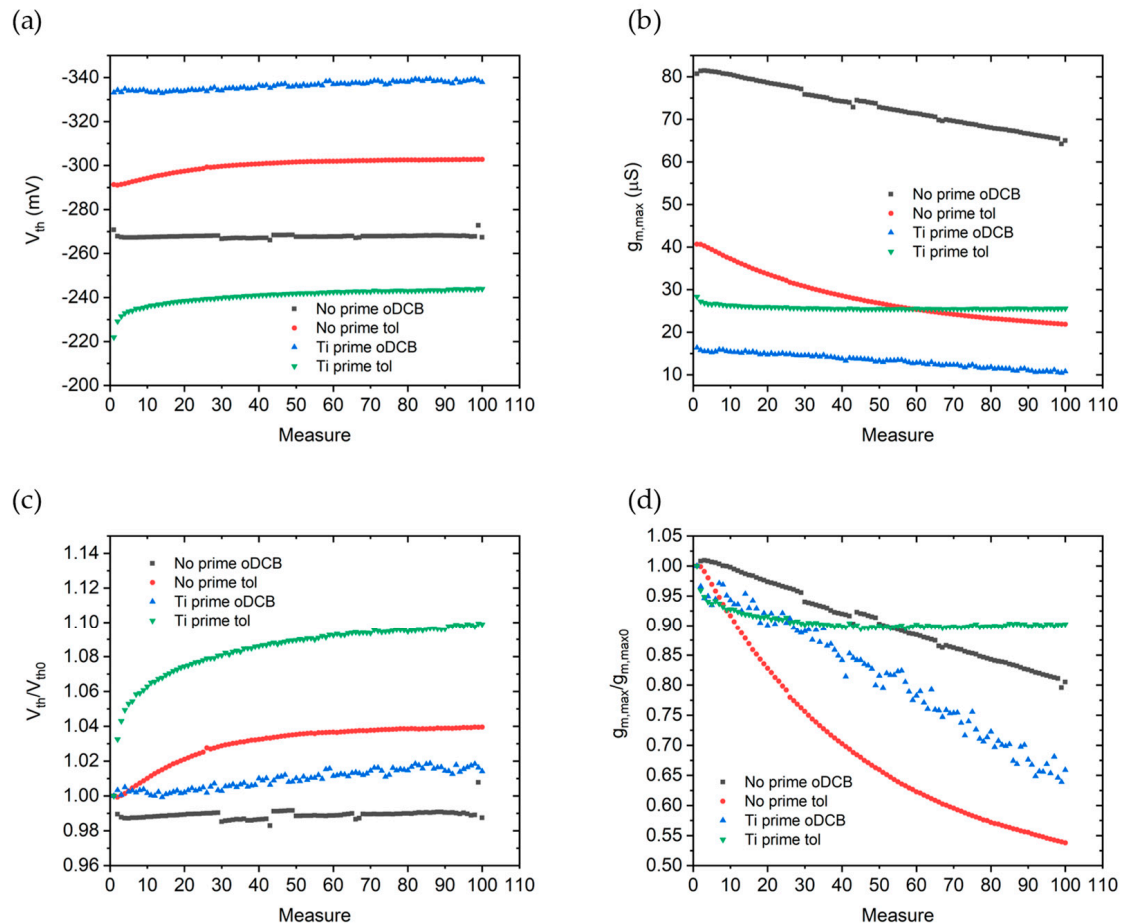 (a)
-340
-320
-300
-280
-260
-240
-220
-200
V_th (mV)
No prime oDCB
No prime tol
Ti prime oDCB
Ti prime tol
0 10 20 30 40 50 60 70 80 90 100 110
Measure
(b)
90
80
70
60
50
40
30
20
10
g_m,max (μS)
No prime oDCB
No prime tol
Ti prime oDCB
Ti prime tol
0 10 20 30 40 50 60 70 80 90 100 110
Measure
(c)
1.14
1.12
1.10
1.08
1.06
1.04
1.02
1.00
0.98
0.96
V_th/V_th0
No prime oDCB
No prime tol
Ti prime oDCB
Ti prime tol
0 10 20 30 40 50 60 70 80 90 100 110
Measure
(d)
1.05
1.00
0.95
0.90
0.85
0.80
0.75
0.70
0.65
0.60
0.55
0.50
g_m,max/g_m,max0
No prime oDCB
No prime tol
Ti prime oDCB
Ti prime tol
0 10 20 30 40 50 60 70 80 90 100 110
Measure